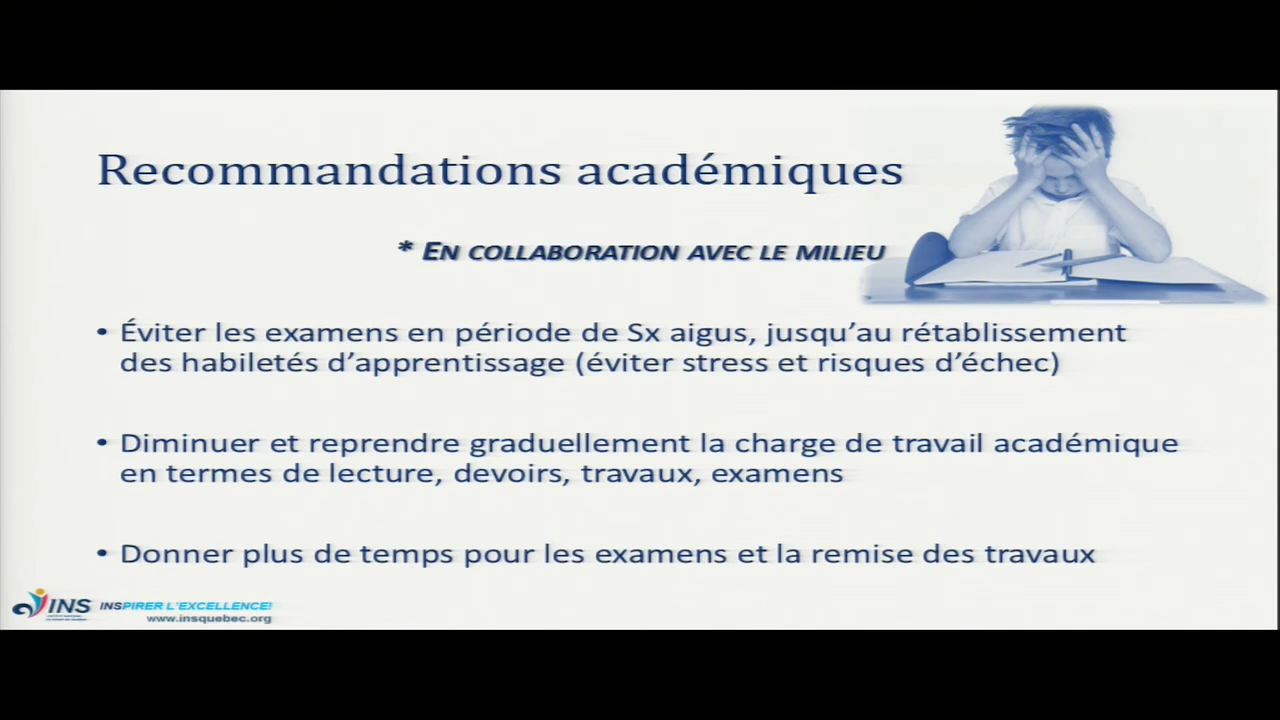 Recommandations académiques
* EN COLLABORATION AVEC LE MILIEU
• Éviter les examens en période de Sx aigus, jusqu’au rétablissement
des habiletés d’apprentissage (éviter stress et risques d’échec)
• Diminuer et reprendre graduellement la charge de travail académique
en termes de lecture, devoirs, travaux, examens
• Donner plus de temps pour les examens et la remise des travaux
INS INSPIRER L'EXCELLENCE!
www.insquebec.org